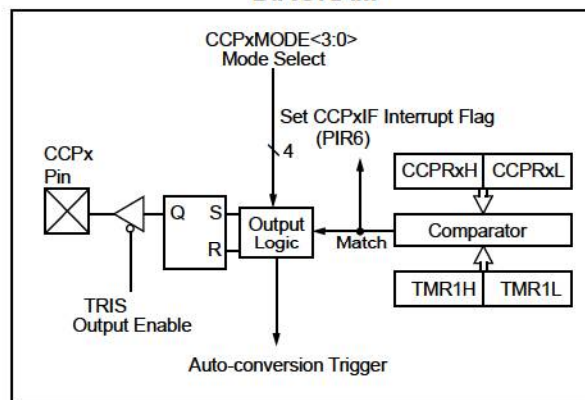 CCPxMODE<3:0>
Mode Select
Set CCPxIF Interrupt Flag
(PIR6)
4
CCPx
Pin
CCPRxH CCPRxL
Q S
R
Output
Logic
Match
Comparator
TMR1H TMR1L
TRIS
Output Enable
Auto-conversion Trigger